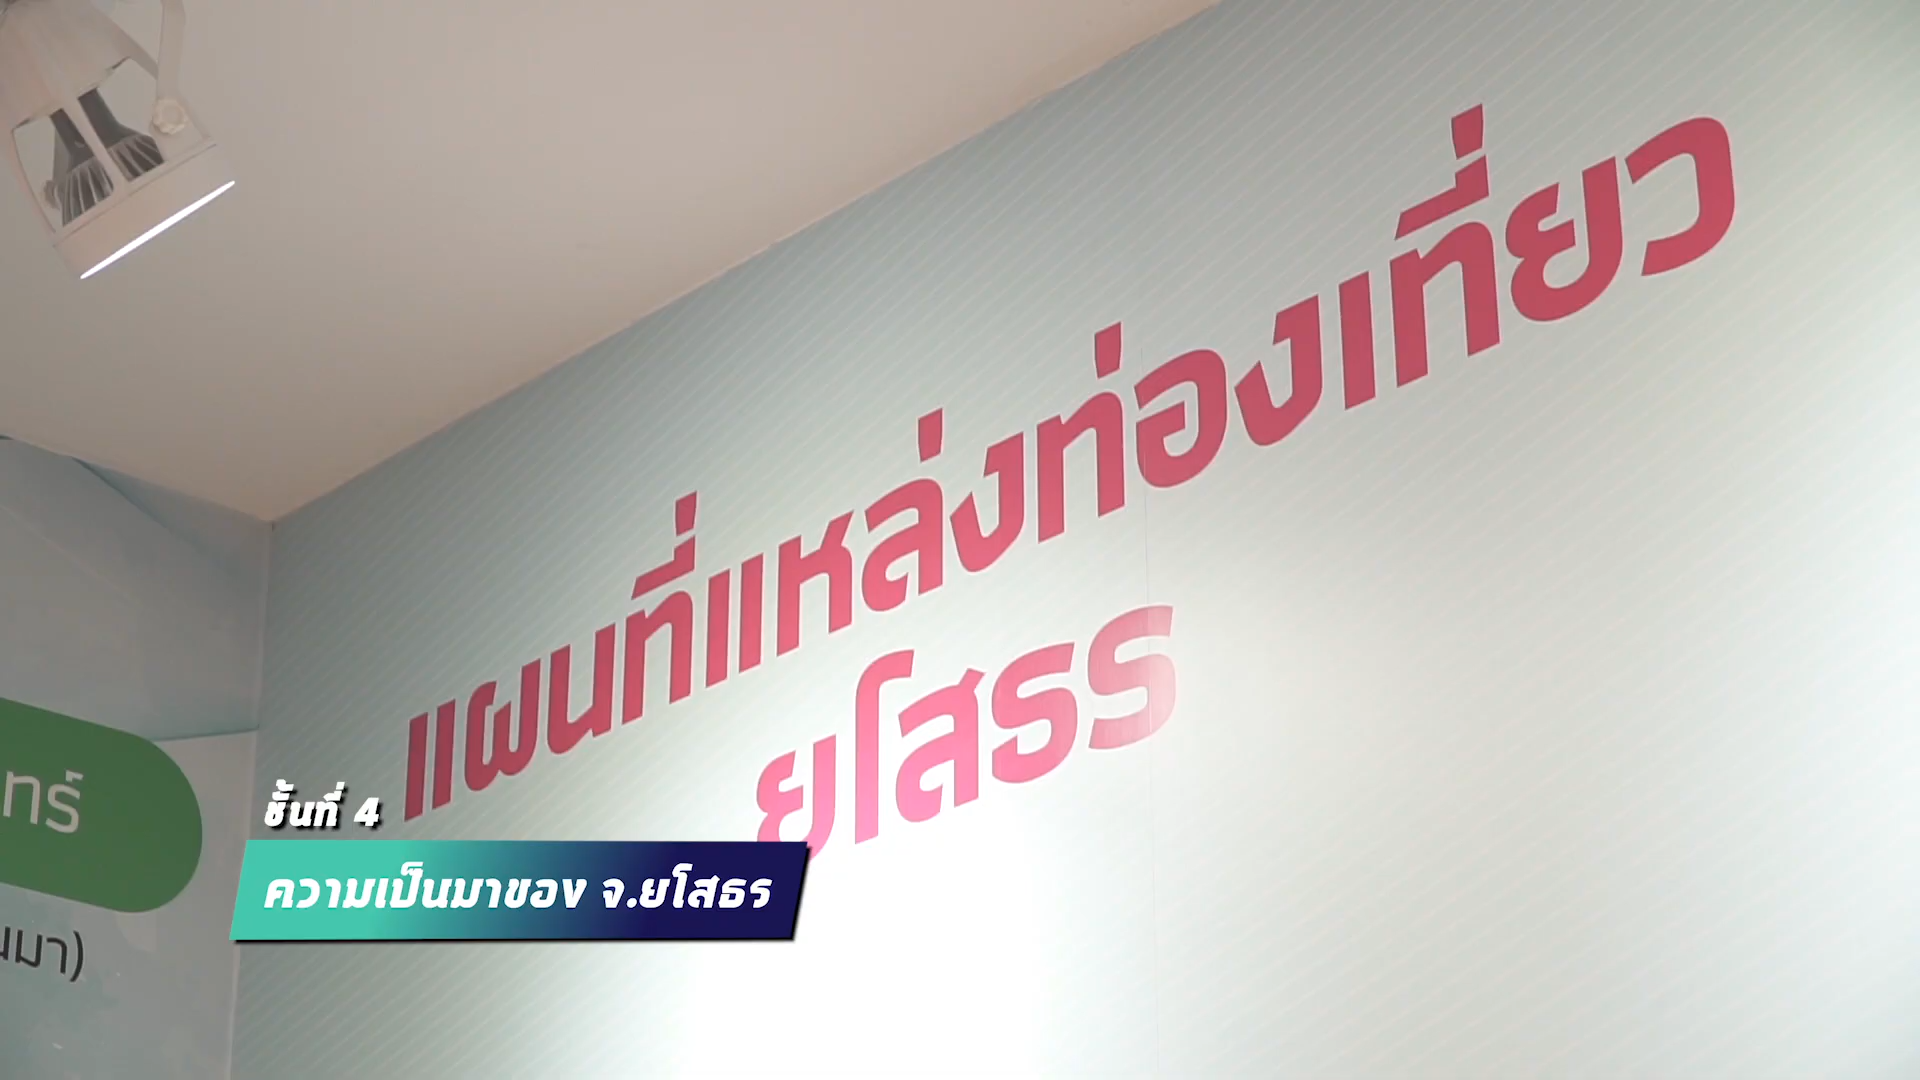 แผนที่แหล่งท่องเที่ยว
ยโสธร
ทร์
นมา)
ชั้นที่ 4
ความเป็นมาของ จ.ยโสธร